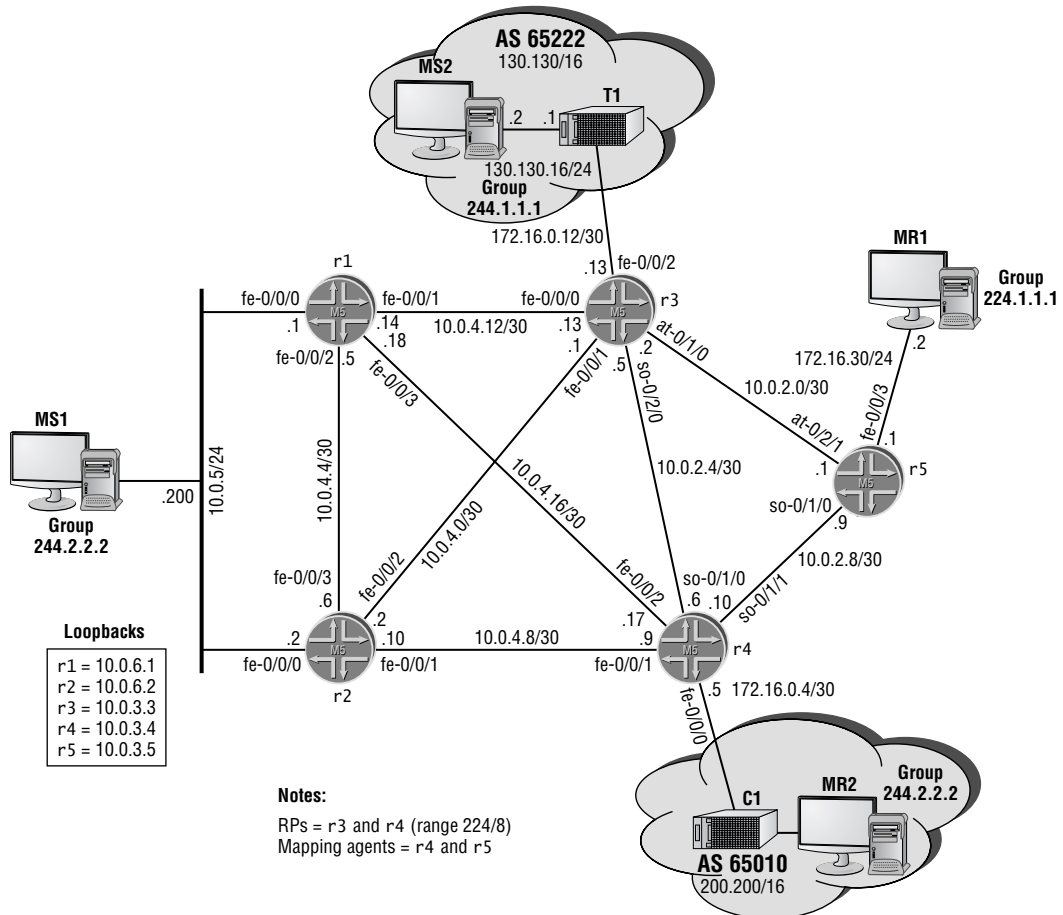 AS 65222
130.130/16
MS2
T1
.2
.1
130.130.16/24
Group
244.1.1.1
172.16.0.12/30
MR1
Group
224.1.1.1
r1
.13
fe-0/0/2
fe-0/0/0
fe-0/0/1
fe-0/0/0
r3
M5
M5
.1
.14
10.0.4.12/30
.13
at-0/1/0
.2
172.16.30/24
.18
.1
.2
fe-0/0/2
.5
fe-0/0/3
fe-0/0/1
.5
so-0/2/0
10.0.2.0/30
fe-0/0/3
MS1
at-0/2/1
.1
.1
r5
M5
.200
10.0.5/24
10.0.4.4/30
10.0.4.16/30
10.0.2.4/30
so-0/1/0
.9
Group
244.2.2.2
10.0.4.0/30
10.0.2.8/30
fe-0/0/3
fe-0/0/2
fe-0/0/2
so-0/1/0
so-0/1/1
.6
.2
.6
.10
.17
Loopbacks
.2
.10
10.0.4.8/30
.9
r4
M5
M5
fe-0/0/0
fe-0/0/1
fe-0/0/1
r2
.5
172.16.0.4/30
r1 = 10.0.6.1
r2 = 10.0.6.2
r3 = 10.0.3.3
r4 = 10.0.3.4
r5 = 10.0.3.5
fe-0/0/0
Group
244.2.2.2
MR2
C1
Notes:
RPs = r3 and r4 (range 224/8)
Mapping agents = r4 and r5
AS 65010
200.200/16